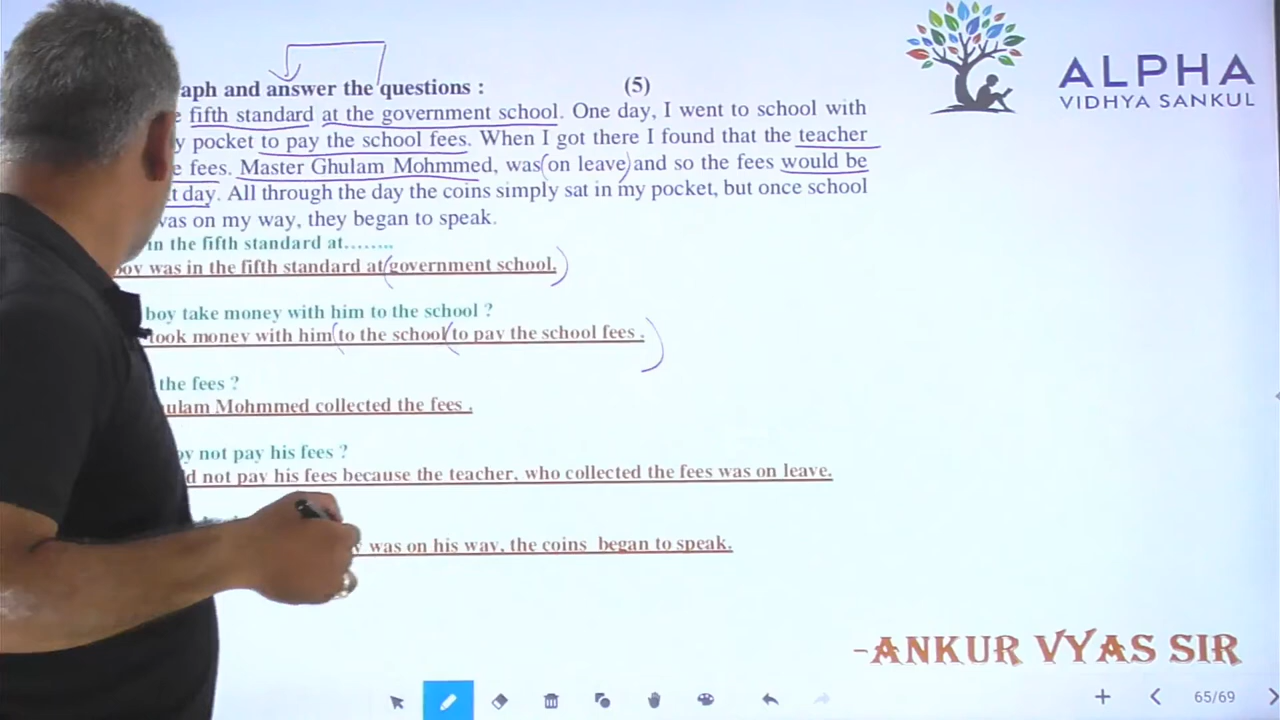 aph and answer the questions : (5)
fifth standard at the government school. One day, I went to school with
y pocket to pay the school fees. When I got there I found that the teacher
e fees. Master Ghulam Mohmmed, was on leave and so the fees would be
t day. All through the day the coins simply sat in my pocket, but once school
was on my way, they began to speak.
in the fifth standard at........
boy was in the fifth standard at government school.
boy take money with him to the school ?
took money with him to the school to pay the school fees .
the fees ?
ulam Mohmmed collected the fees .
oy not pay his fees ?
d not pay his fees because the teacher, who collected the fees was on leave.
was on his way, the coins began to speak.
ALPHA
VIDHYA SANKUL
-ANKUR VYAS SIR
65/69